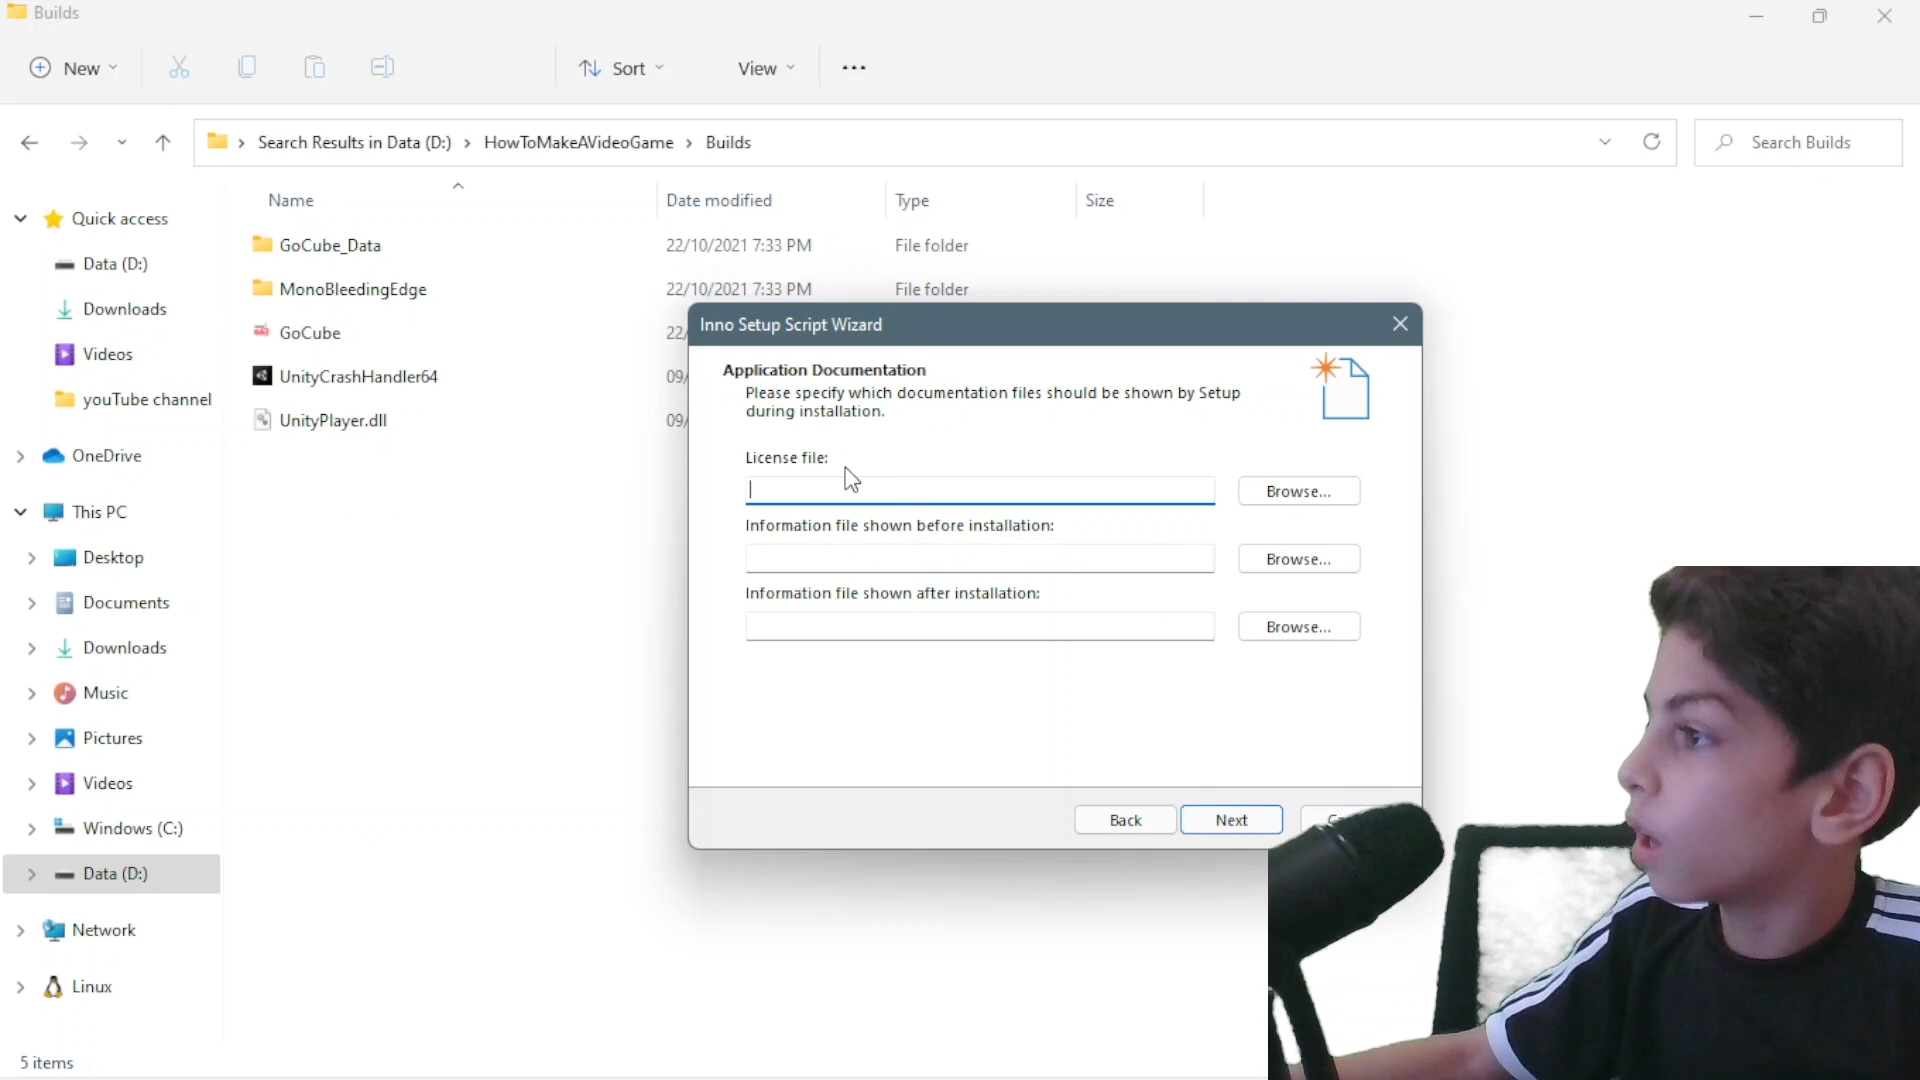 Builds
New
Sort
View
Search Results in Data (D:) > HowToMakeAVideoGame > Builds
Search Builds
Name
Date modified
Type
Size
Quick access
Data (D:)
Downloads
Videos
youTube channel
OneDrive
This PC
Desktop
Documents
Downloads
Music
Pictures
Videos
Windows (C:)
Data (D:)
Network
Linux
GoCube_Data 22/10/2021 7:33 PM File folder
MonoBleedingEdge 22/10/2021 7:33 PM File folder
GoCube 22/
UnityCrashHandler64 09/
UnityPlayer.dll 09/
Inno Setup Script Wizard
Application Documentation
Please specify which documentation files should be shown by Setup
during installation.
License file:
Browse...
Information file shown before installation:
Browse...
Information file shown after installation:
Browse...
Back
Next
5 items